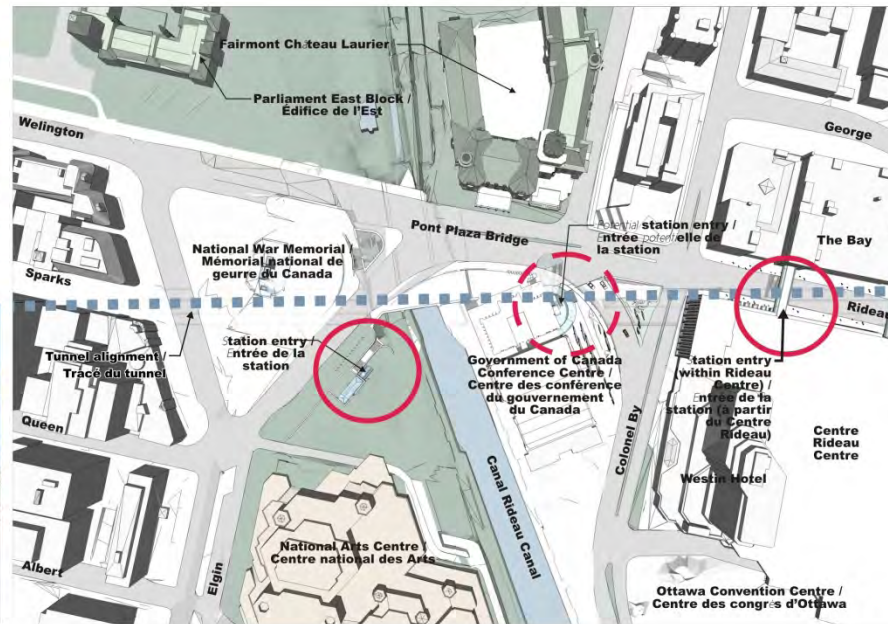 Fairmont Château Laurier
Parliament East Block /
Édifice de l'Est
Welington
George
Pont Plaza Bridge
Potential station entry /
Entrée potentielle de
la station
The Bay
National War Memorial /
Mémorial national de
geurre du Canada
Sparks
Rideau
Tunnel alignment /
Tracé du tunnel
Station entry /
Entrée de la
station
Government of Canada
Conference Centre /
Centre des conférence
du gouvernement
du Canada
Station entry
(within Rideau
Centre) /
Entrée de la
station (à partir
du Centre
Rideau)
Queen
Centre
Rideau
Centre
Colonel By
Canal Rideau Canal
Westin Hotel
National Arts Centre /
Centre national des Arts
Albert
Elgin
Ottawa Convention Centre /
Centre des congrès d'Ottawa